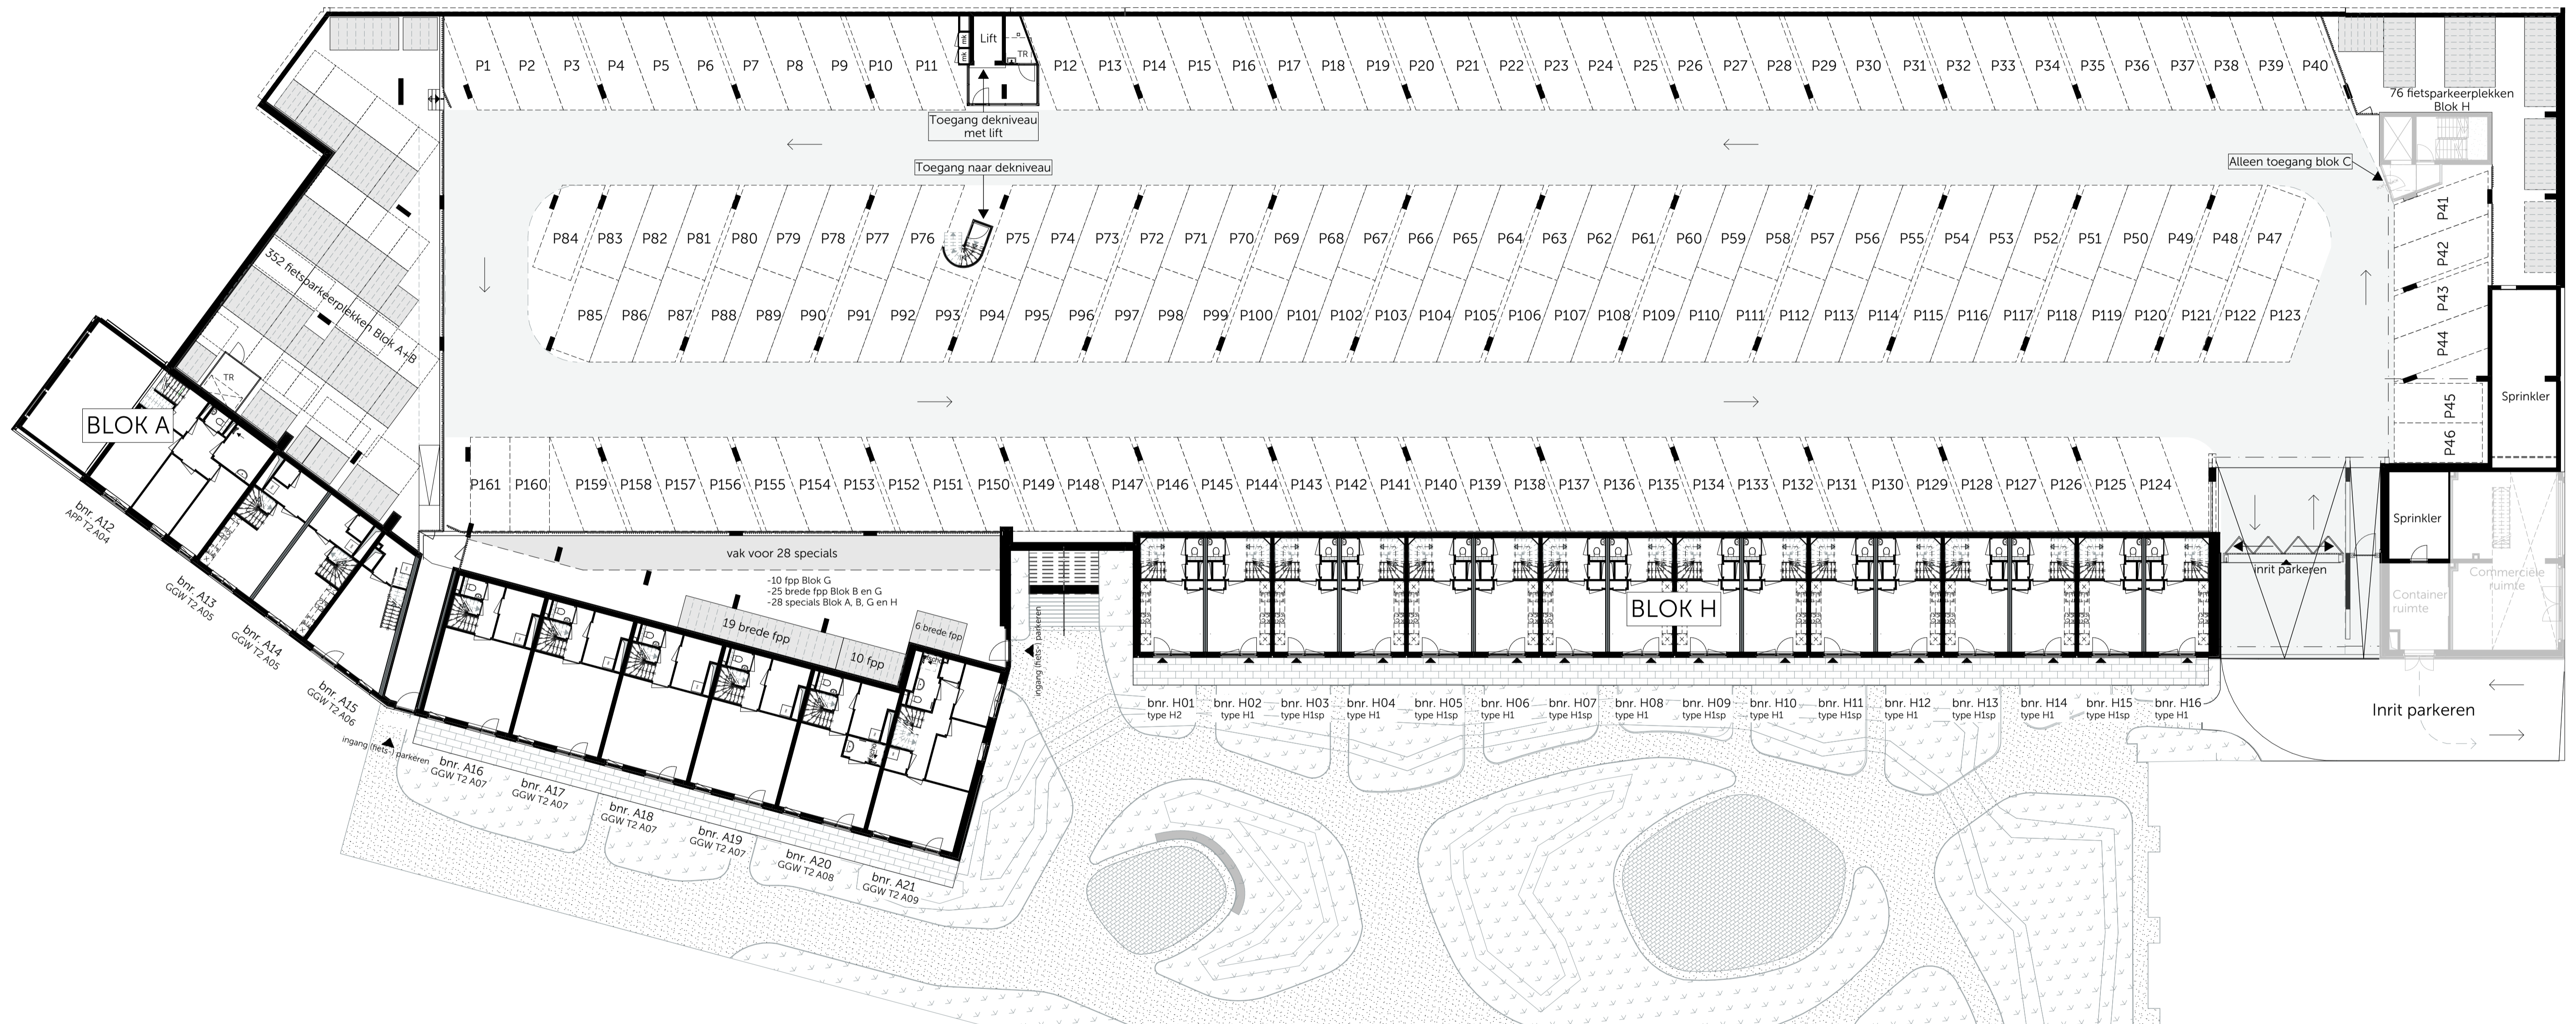 P1 P2 P3 P4 P5 P6 P7 P8 P9 P10 P11
mk
mk
Lift
TR
P12 P13 P14 P15 P16 P17 P18 P19 P20 P21 P22 P23 P24 P25 P26 P27 P28 P29 P30 P31 P32 P33 P34 P35 P36 P37 P38 P39 P40
76 fietsparkeerplekken
Blok H
Toegang dekniveau
met lift
Toegang naar dekniveau
Alleen toegang blok C
P41
P42
P43
P44
P45
P46
P84 P83 P82 P81 P80 P79 P78 P77 P76 P75 P74 P73 P72 P71 P70 P69 P68 P67 P66 P65 P64 P63 P62 P61 P60 P59 P58 P57 P56 P55 P54 P53 P52 P51 P50 P49 P48 P47
P85 P86 P87 P88 P89 P90 P91 P92 P93 P94 P95 P96 P97 P98 P99 P100 P101 P102 P103 P104 P105 P106 P107 P108 P109 P110 P111 P112 P113 P114 P115 P116 P117 P118 P119 P120 P121 P122 P123
352 fietsparkeerplekken Blok A+B
TR
BLOK A
Sprinkler
P161 P160 P159 P158 P157 P156 P155 P154 P153 P152 P151 P150 P149 P148 P147 P146 P145 P144 P143 P142 P141 P140 P139 P138 P137 P136 P135 P134 P133 P132 P131 P130 P129 P128 P127 P126 P125 P124
Sprinkler
vak voor 28 specials
-10 fpp Blok G
-25 brede fpp Blok B en G
-28 specials Blok A, B, G en H
19 brede fpp
10 fpp
6 brede fpp
ingang (fiets-) parkeren
BLOK H
inrit parkeren
Commerciële
ruimte
Container
ruimte
Inrit parkeren
bnr. A12
APP T2 A04
bnr. A13
GGW T2 A05
bnr. A14
GGW T2 A05
bnr. A15
GGW T2 A06
ingang (fiets-) parkeren
bnr. A16
GGW T2 A07
bnr. A17
GGW T2 A07
bnr. A18
GGW T2 A07
bnr. A19
GGW T2 A07
bnr. A20
GGW T2 A08
bnr. A21
GGW T2 A09
bnr. H01
type H2
bnr. H02
type H1
bnr. H03
type H1sp
bnr. H04
type H1
bnr. H05
type H1sp
bnr. H06
type H1
bnr. H07
type H1sp
bnr. H08
type H1
bnr. H09
type H1sp
bnr. H10
type H1
bnr. H11
type H1sp
bnr. H12
type H1
bnr. H13
type H1sp
bnr. H14
type H1
bnr. H15
type H1sp
bnr. H16
type H1